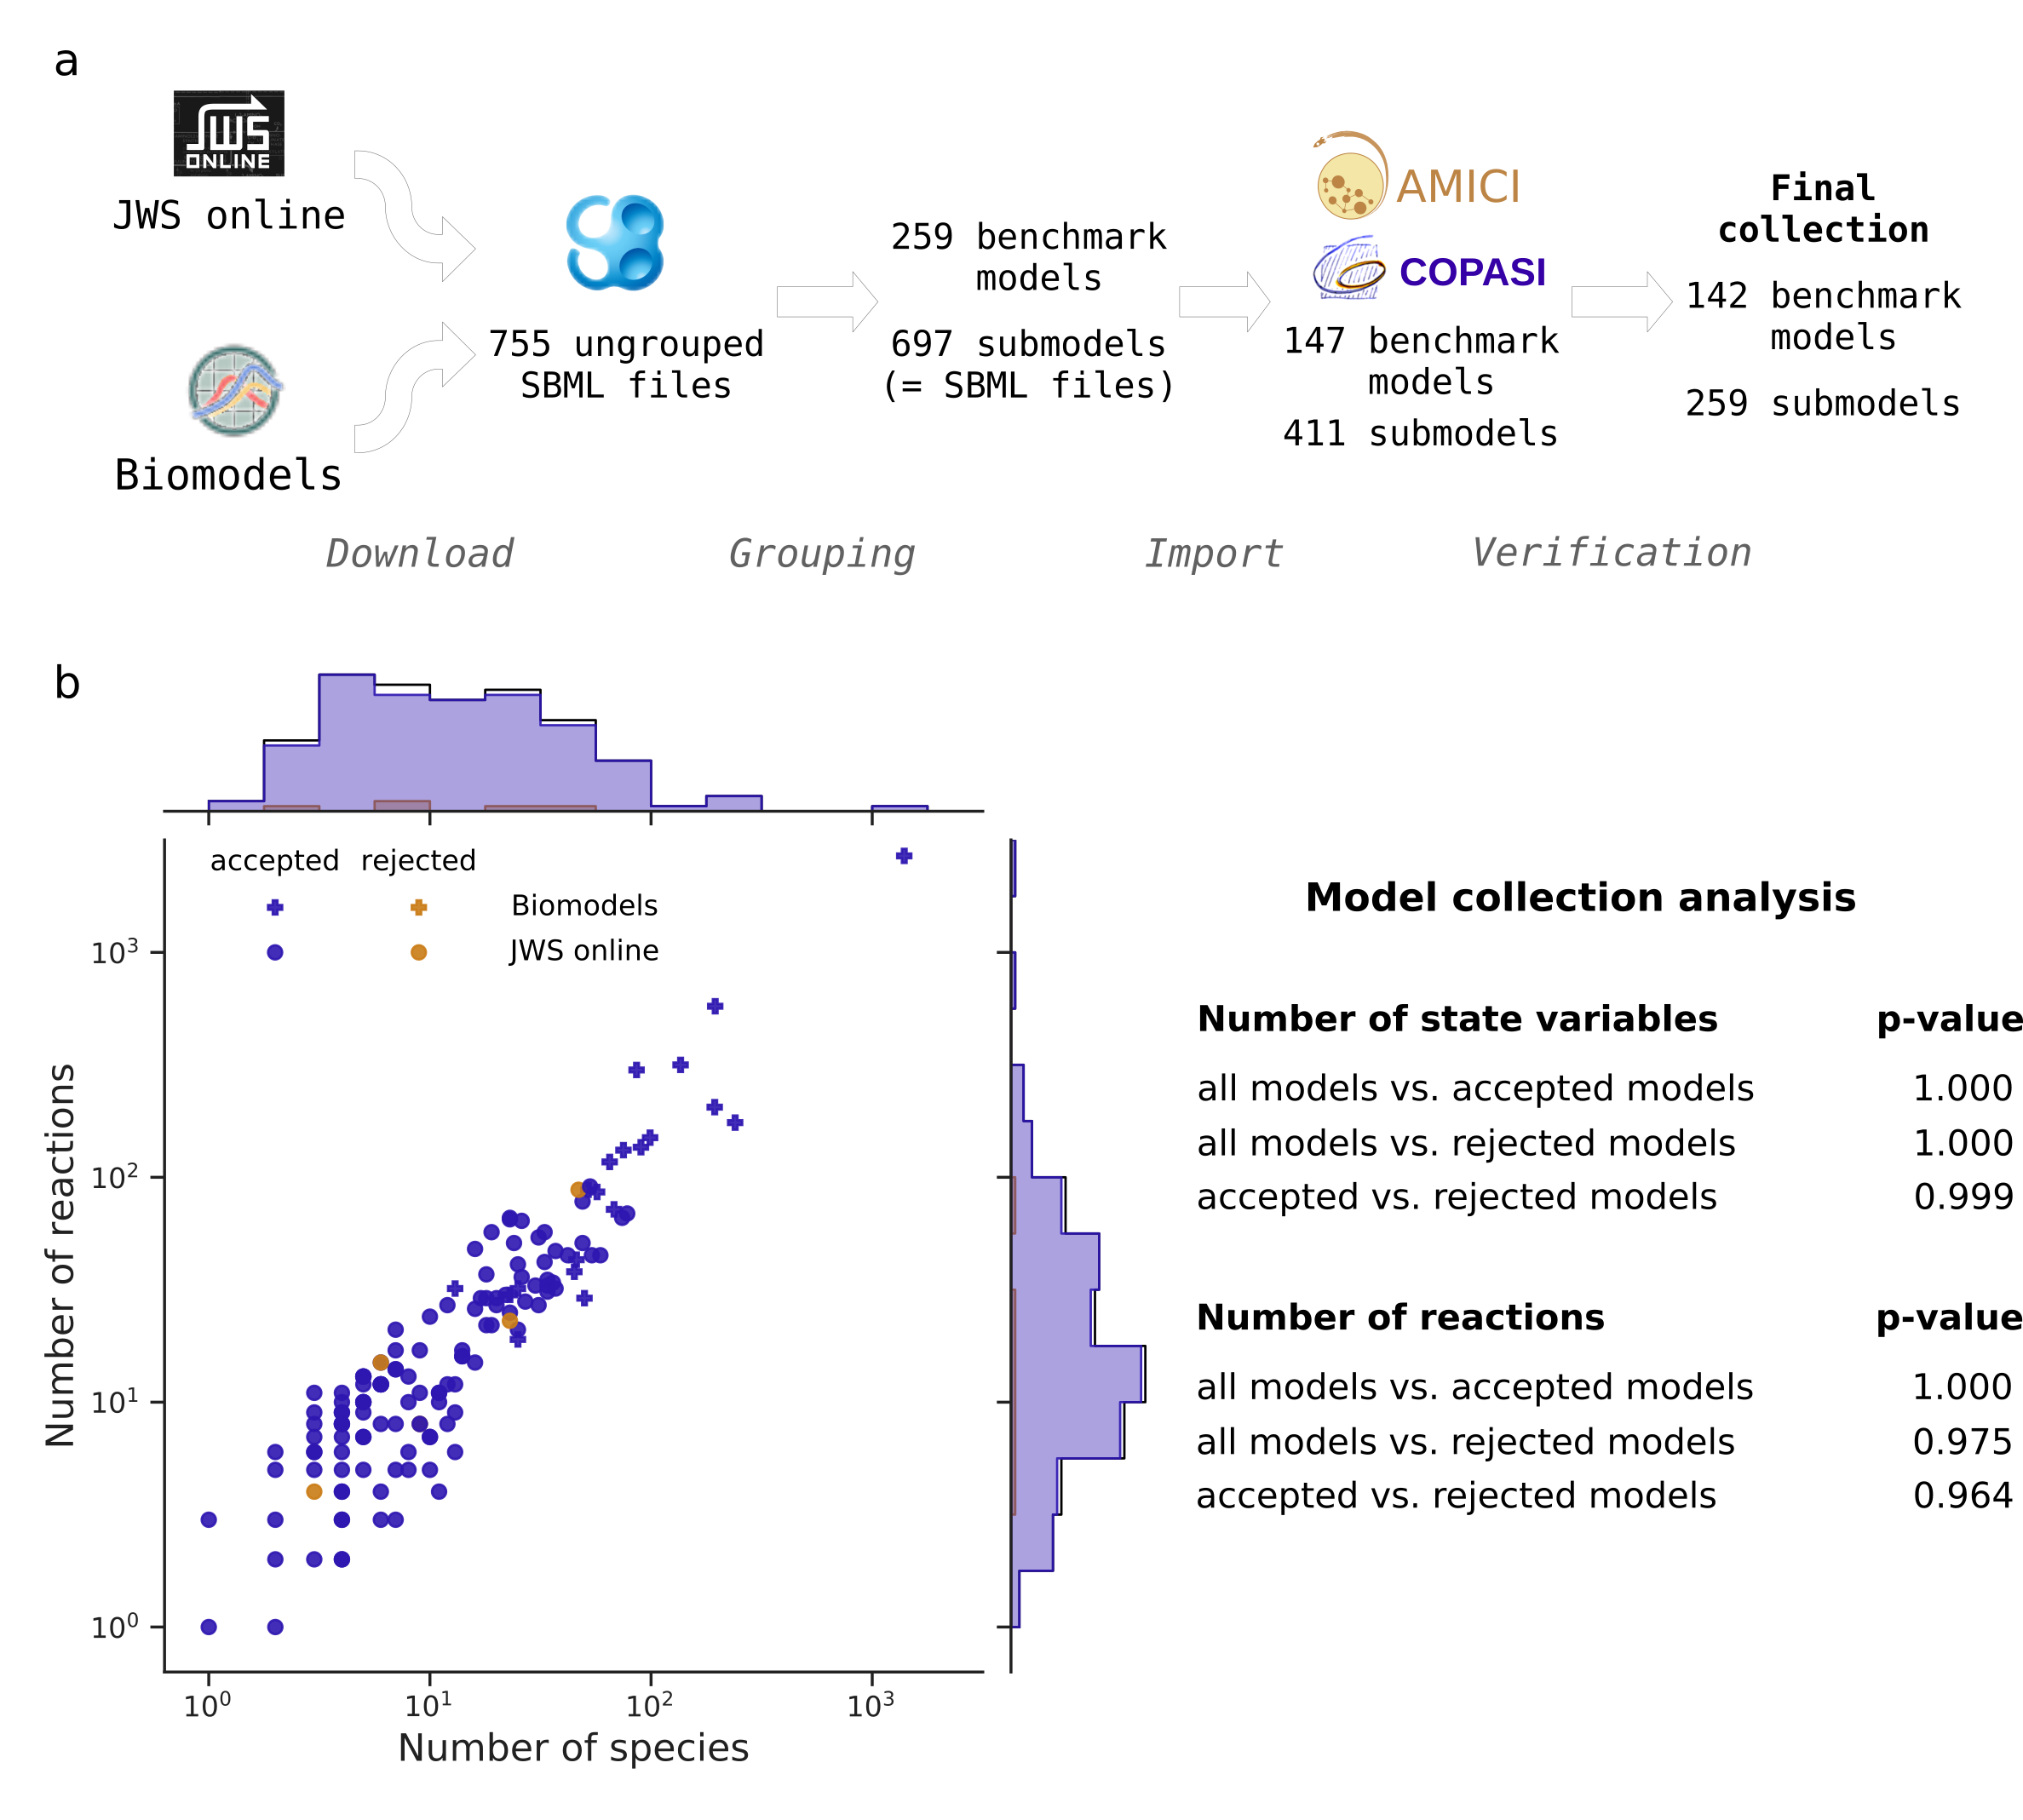 a
JWS
ONLINE
JWS online
Biomodels
755 ungrouped
SBML files
259 benchmark
models
697 submodels
(= SBML files)
AMICI
COPASI
147 benchmark
models
411 submodels
Final
collection
142 benchmark
models
259 submodels
Download
Grouping
Import
Verification
b
accepted rejected
Biomodels
JWS online
10³
10²
10¹
10⁰
Number of reactions
10⁰ 10¹ 10² 10³
Number of species
Model collection analysis
Number of state variables p-value
all models vs. accepted models 1.000
all models vs. rejected models 1.000
accepted vs. rejected models 0.999
Number of reactions p-value
all models vs. accepted models 1.000
all models vs. rejected models 0.975
accepted vs. rejected models 0.964